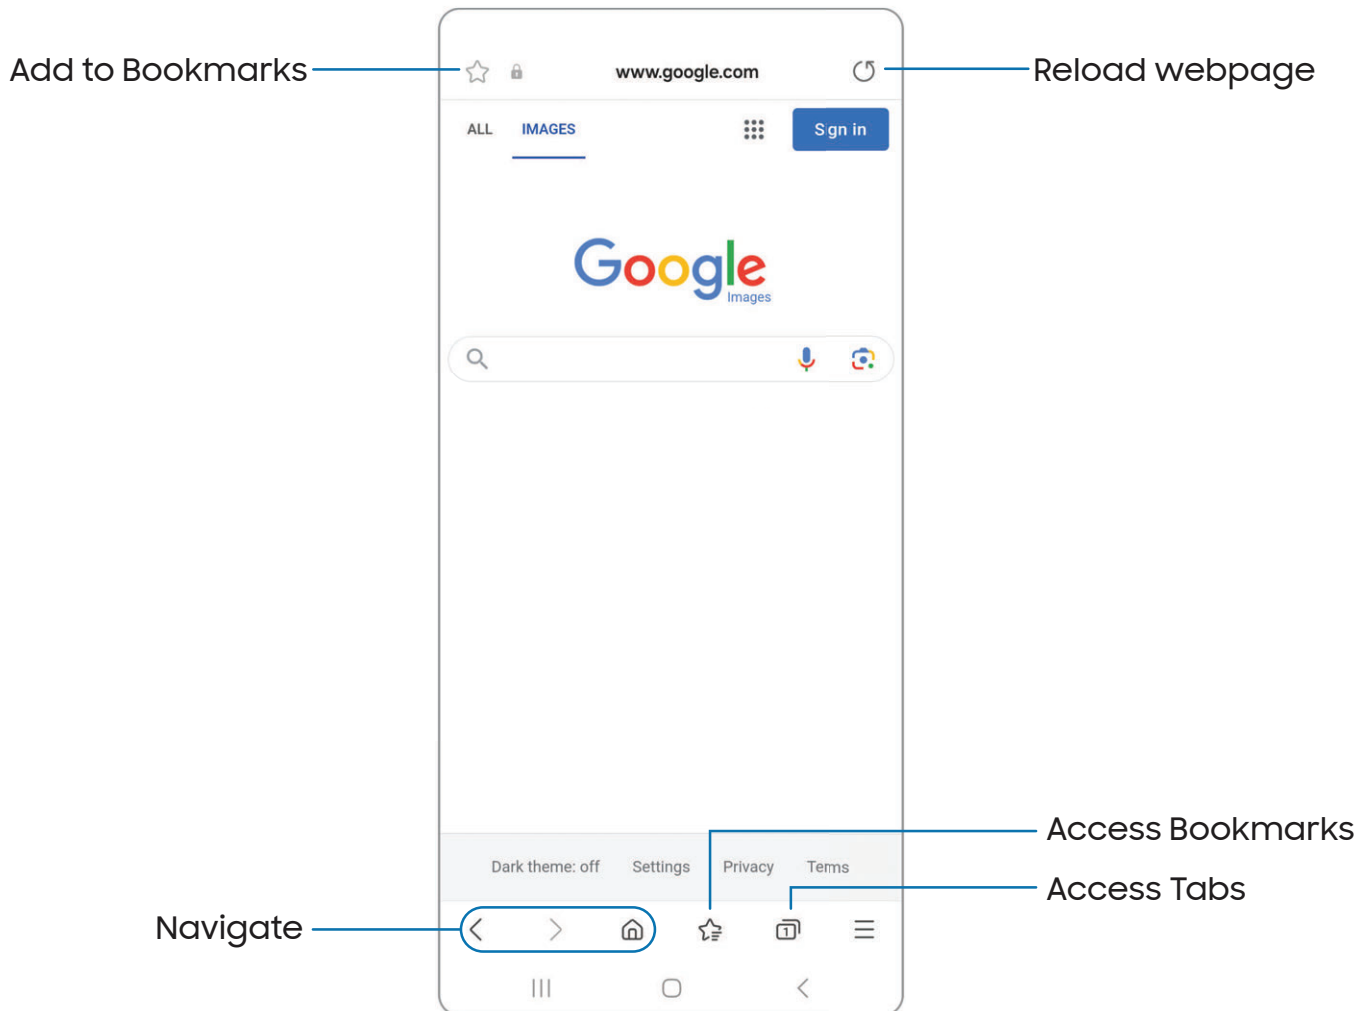 Add to Bookmarks
www.google.com
Reload webpage
ALL IMAGES
Sign in
Google
Images
Access Bookmarks
Dark theme: off Settings Privacy Terms
Access Tabs
Navigate
1